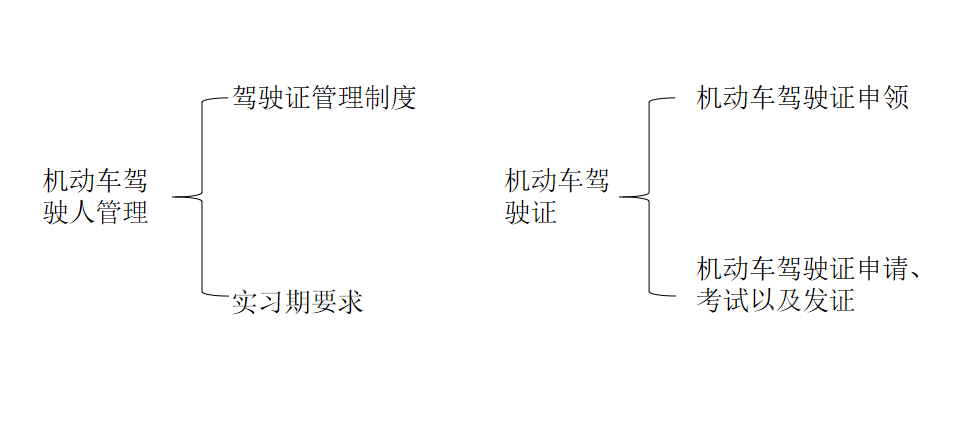 驾驶证管理制度
机动车驾
驶人管理
实习期要求
机动车驾驶证申领
机动车驾
驶证
机动车驾驶证申请、
考试以及发证